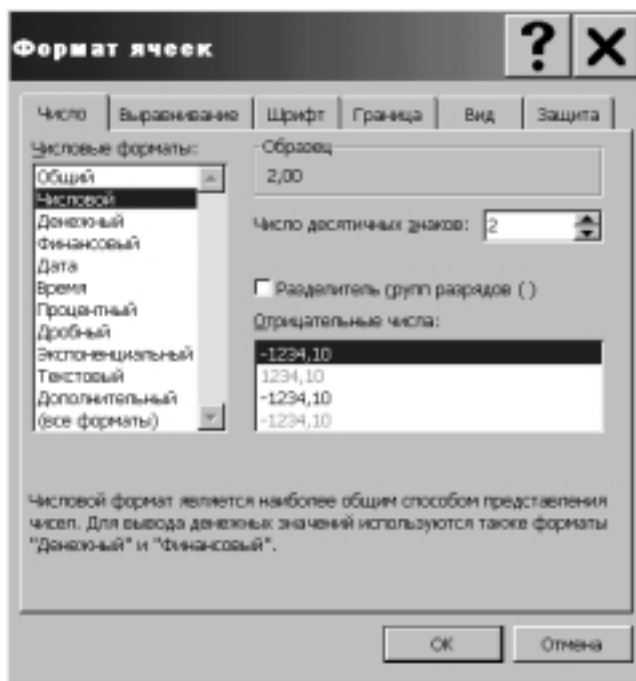 Формат ячеек
Число Выравнивание Шрифт Граница Вид Защита
Числовые форматы:
Общий
Числовой
Денежный
Финансовый
Дата
Время
Процентный
Дробный
Экспоненциальный
Текстовый
Дополнительный
(все форматы)
Образец
2,00
Число десятичных знаков: 2
Разделитель групп разрядов ( )
Отрицательные числа:
-1234,10
1234,10
-1234,10
-1234,10
Числовой формат является наиболее общим способом представления
чисел. Для вывода денежных значений используются также форматы
"Денежный" и "Финансовый".
OK Отмена